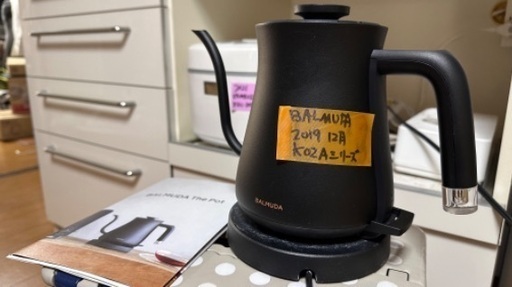 BALMUDA
2019 12月
K02Aシリーズ
BALMUDA
BALMUDA The Pot